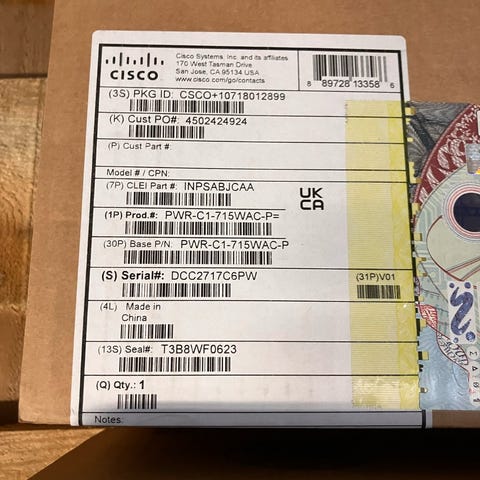 CISCO
Cisco Systems, Inc. and its affiliates
170 West Tasman Drive
San Jose, CA 95134 USA
www.cisco.com/go/contacts
8 89728 13358 6
(3S) PKG ID: CSCO+10718012899
(K) Cust PO#: 4502424924
(P) Cust Part #:
Model # / CPN:
(7P) CLEI Part #: INPSABJCAA
UK
CA
(1P) Prod.#: PWR-C1-715WAC-P=
(30P) Base P/N: PWR-C1-715WAC-P
(S) Serial#: DCC2717C6PW
(31P)V01
(4L) Made in
China
(13S) Seal#: T3B8WF0623
(Q) Qty.: 1
Notes: